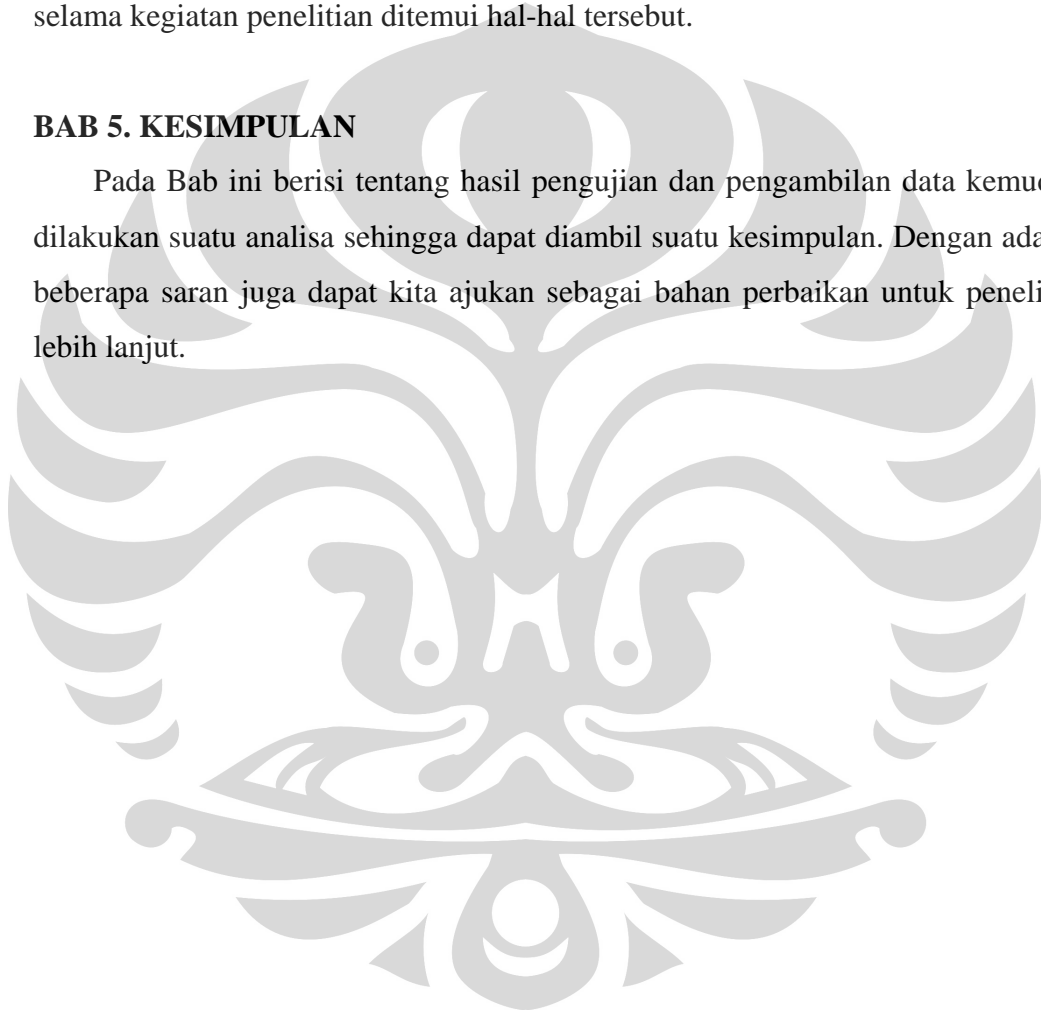 selama kegiatan penelitian ditemui hal-hal tersebut.
BAB 5. KESIMPULAN
Pada Bab ini berisi tentang hasil pengujian dan pengambilan data
dilakukan suatu analisa sehingga dapat diambil suatu kesimpulan. Dengan
beberapa saran juga dapat kita ajukan sebagai bahan perbaikan untuk
lebih lanjut.